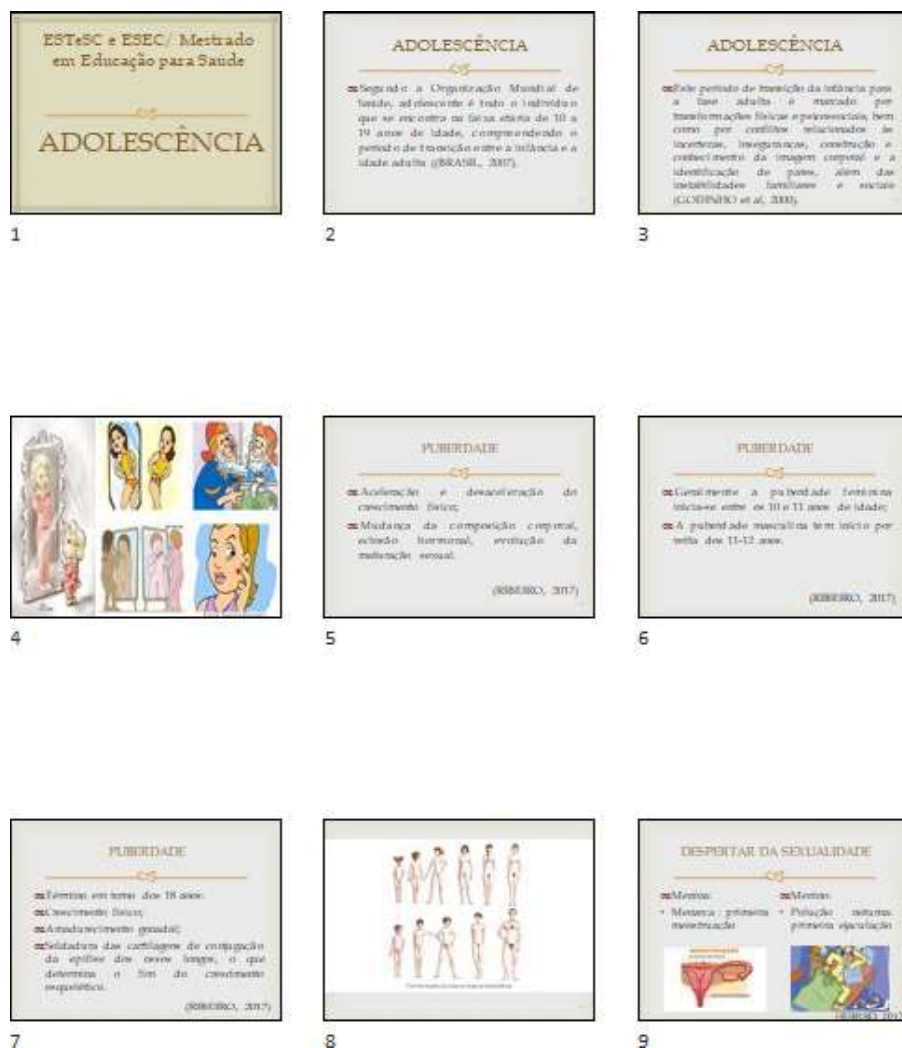 ESTeSC e ESEC/ Mestrado
em Educação para Saúde
ADOLESCÊNCIA
1
ADOLESCÊNCIA
Segundo a Organização Mundial de
Saúde, adolescente é todo o indivíduo
que se encontra na faixa etária de 10 a
19 anos de idade, compreendendo o
período de transição entre a infância e a
idade adulta ((BRASIL, 2007).
2
ADOLESCÊNCIA
Este período de transição da infância para
a fase adulta é marcado por
transformações físicas e psicossociais, bem
como por conflitos relacionados às
incertezas, inseguranças, construção e
conhecimento da imagem corporal e a
identificação de pares, além das
instabilidades familiares e sociais
(GODINHO et al, 2000).
3
4
PUBERDADE
Aceleração e desaceleração do
crescimento físico;
Mudança da composição corporal,
eclosão hormonal, evolução da
maturação sexual.
(RIBEIRO, 2017)
5
PUBERDADE
Geralmente a puberdade feminina
inicia-se entre os 10 e 11 anos de idade;
A puberdade masculina tem início por
volta dos 11-12 anos.
(RIBEIRO, 2017)
6
PUBERDADE
Término em torno dos 18 anos:
Crescimento físico;
Amadurecimento gonadal;
Soldadura das cartilagens de conjugação
da epífise dos ossos longos, o que
determina o fim do crescimento
esquelético.
(RIBEIRO, 2017)
7
8
DESPERTAR DA SEXUALIDADE
Meninas:
• Menarca: primeira
menstruação
Meninos:
• Polução noturna:
primeira ejaculação
9